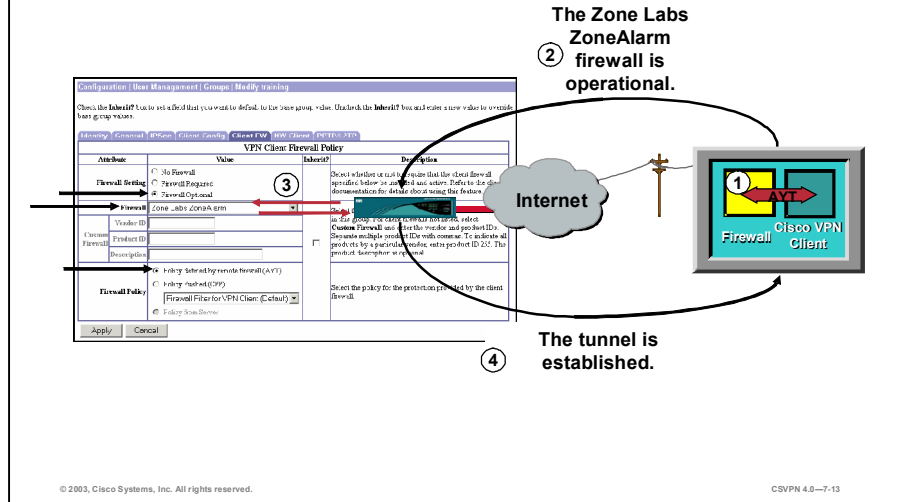 The Zone Labs
ZoneAlarm
firewall is
operational.
2
Configuration | User Management | Groups | Modify training
Check the Inherit? box to set a field that you want to default to the base group value. Uncheck the Inherit? box and enter a new value to override
base group values.
Identity General IPSec Client Config Client FW HW Client PPTP/L2TP
VPN Client Firewall Policy
Attribute Value Inherit? Description
Firewall Setting
No Firewall
Firewall Required
Firewall Optional
Select whether or not to require that the client firewall
specified below be installed and active. Refer to the client
documentation for details about using this feature.
3
Firewall
Zone Labs ZoneAlarm
in this group. For client firewalls not listed, select
Custom Firewall and enter the vendor and product IDs.
Separate multiple product IDs with commas. To indicate all
products by a particular vendor, enter product ID 255. The
product description is optional
Custom
Firewall
Vendor ID
Product ID
Description
Firewall Policy
Policy defined by remote firewall (AYT)
Policy Pushed (CPP)
Firewall Filter for VPN Client (Default)
Policy from Server
Select the policy for the protection provided by the client
firewall
Apply Cancel
Internet
1
AYT
Firewall
Cisco VPN
Client
4
The tunnel is
established.
© 2003, Cisco Systems, Inc. All rights reserved.
CSVPN 4.0—7-13